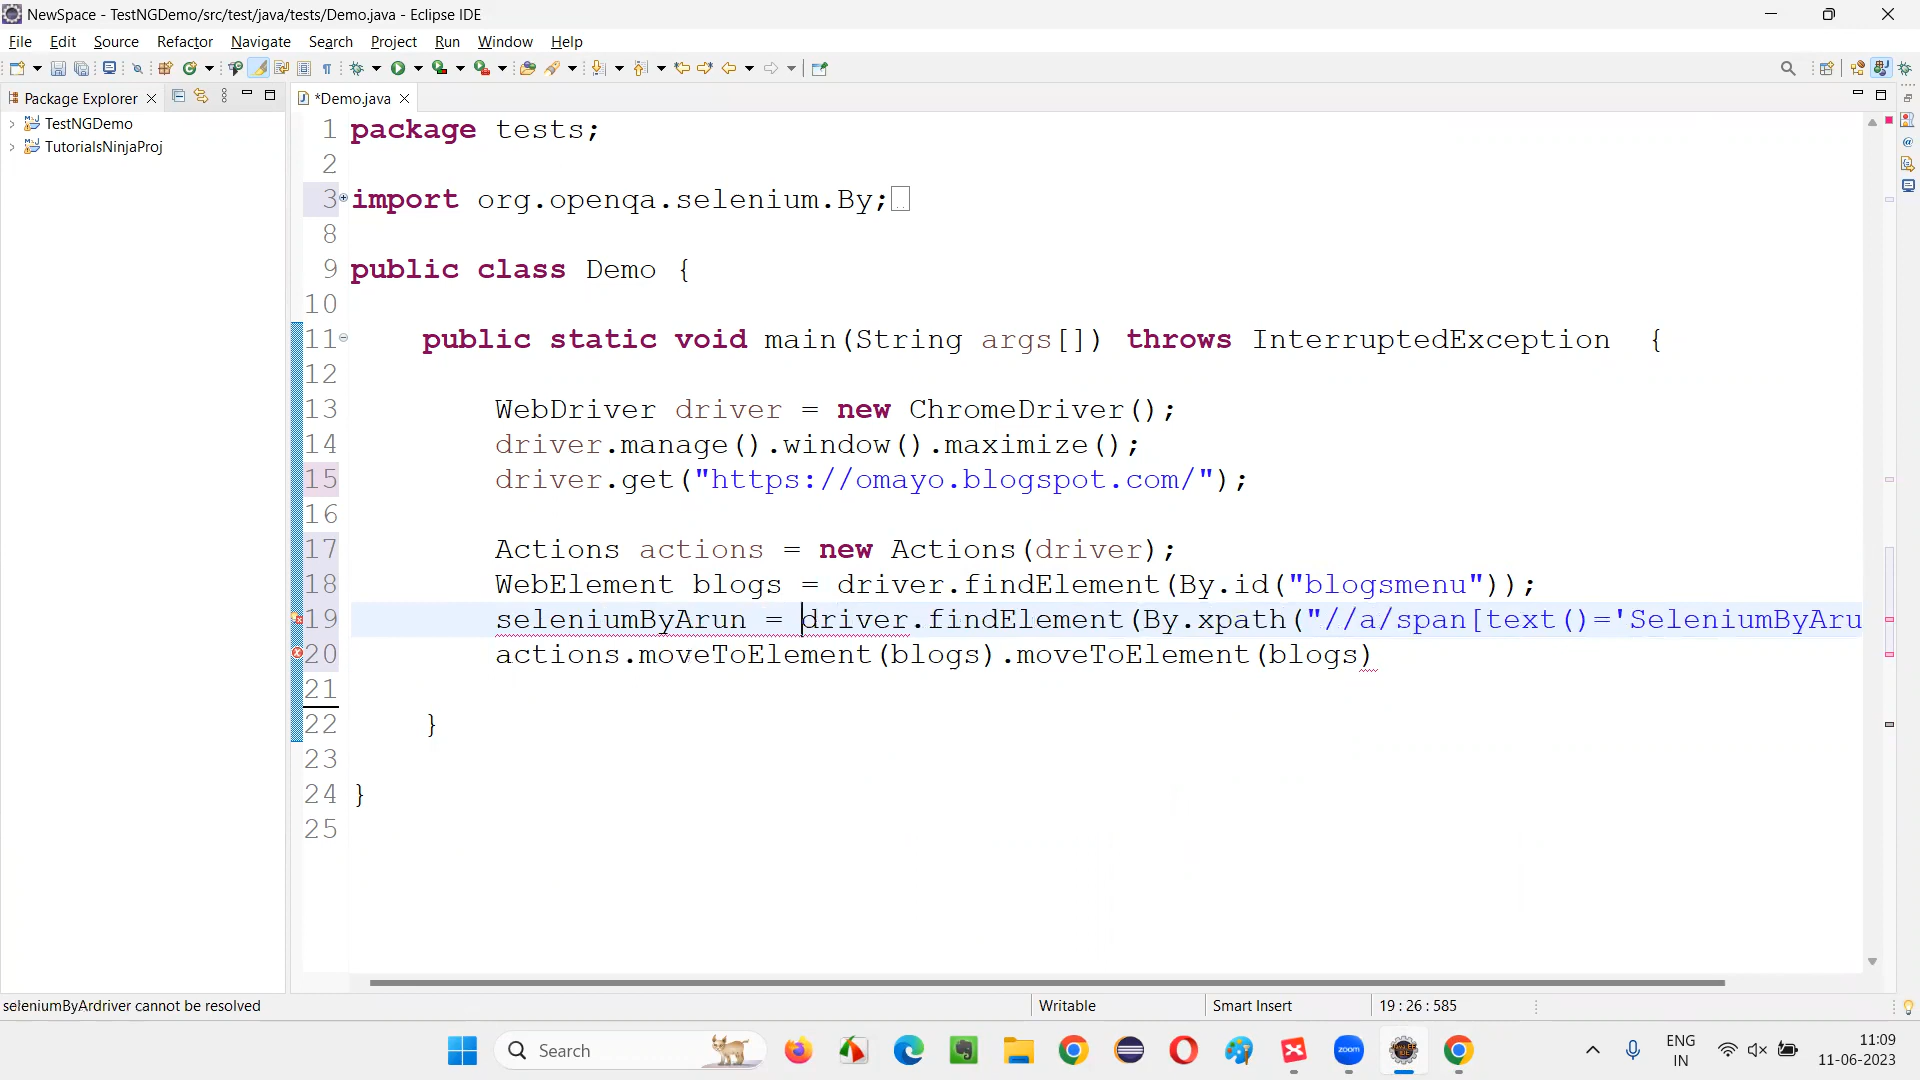 NewSpace - TestNGDemo/src/test/java/tests/Demo.java - Eclipse IDE
File Edit Source Refactor Navigate Search Project Run Window Help
Package Explorer
*Demo.java
TestNGDemo
TutorialsNinjaProj
1 package tests;
2
3 import org.openqa.selenium.By;
8
9 public class Demo {
10
11 public static void main(String args[]) throws InterruptedException {
12
13 WebDriver driver = new ChromeDriver();
14 driver.manage().window().maximize();
15 driver.get("https://omayo.blogspot.com/");
16
17 Actions actions = new Actions(driver);
18 WebElement blogs = driver.findElement(By.id("blogsmenu"));
19 seleniumByArun = driver.findElement(By.xpath("//a/span[text()='SeleniumByAru
20 actions.moveToElement(blogs).moveToElement(blogs)
21
22 }
23
24 }
25
seleniumByArdriver cannot be resolved
Writable
Smart Insert
19 : 26 : 585
Search
zoom
ENG
IN
11:09
11-06-2023